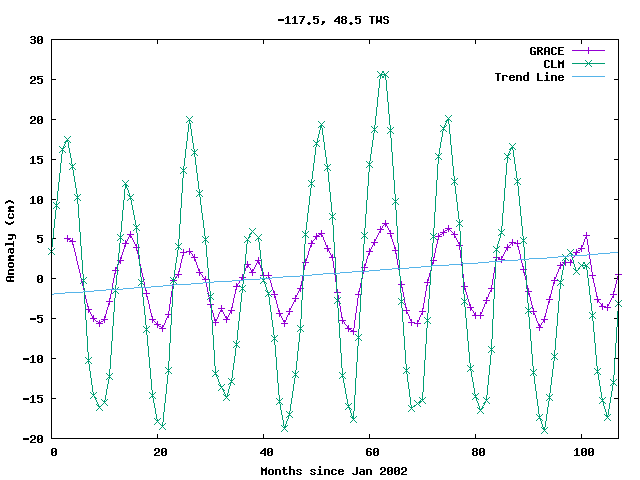 -117.5, 48.5 TWS
GRACE
CLM
Trend Line
Anomaly (cm)
30
25
20
15
10
5
0
-5
-10
-15
-20
0 20 40 60 80 100
Months since Jan 2002